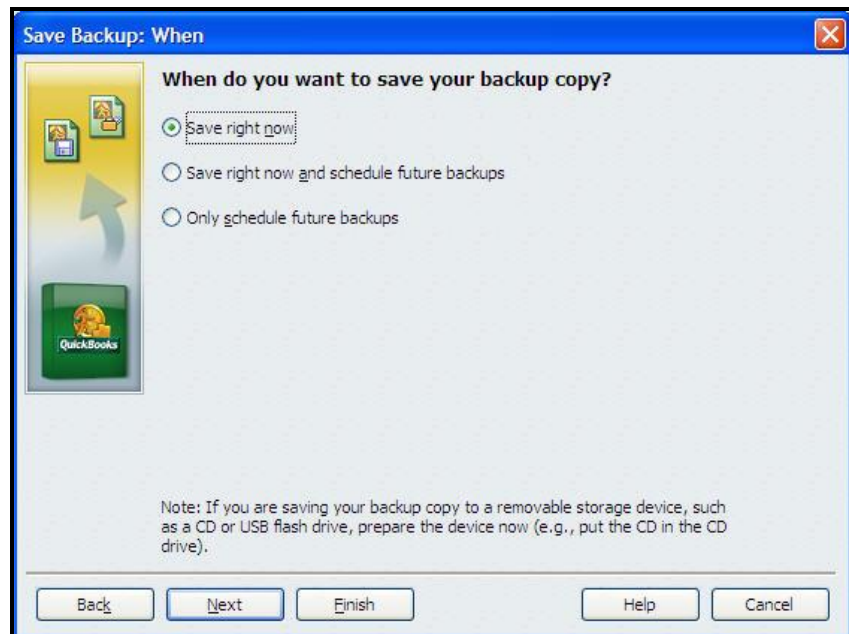 Save Backup: When
When do you want to save your backup copy?
Save right now
Save right now and schedule future backups
Only schedule future backups
QuickBooks
Note: If you are saving your backup copy to a removable storage device, such
as a CD or USB flash drive, prepare the device now (e.g., put the CD in the CD
drive).
Back
Next
Finish
Help
Cancel